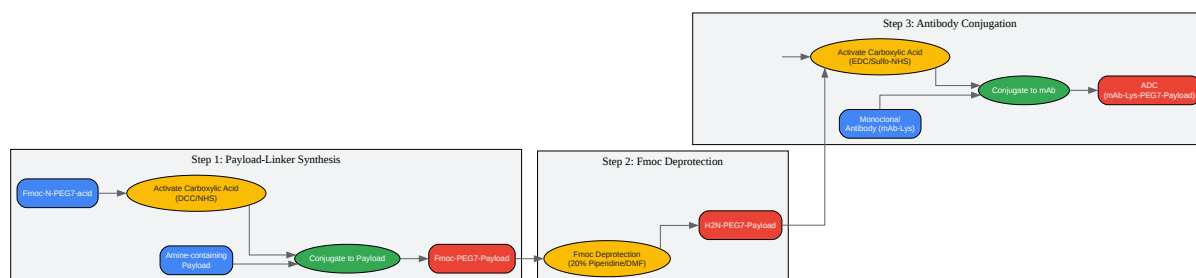 Step 3: Antibody Conjugation
Activate Carboxylic Acid
(EDC/Sulfo-NHS)
Conjugate to mAb
ADC
(mAb-Lys-PEG7-Payload)
Monoclonal
Antibody (mAb-Lys)
Step 1: Payload-Linker Synthesis
Fmoc-N-PEG7-acid
Activate Carboxylic Acid
(DCC/NHS)
Amine-containing
Payload
Conjugate to Payload
Fmoc-PEG7-Payload
Step 2: Fmoc Deprotection
Fmoc Deprotection
(20% Piperidine/DMF)
H2N-PEG7-Payload